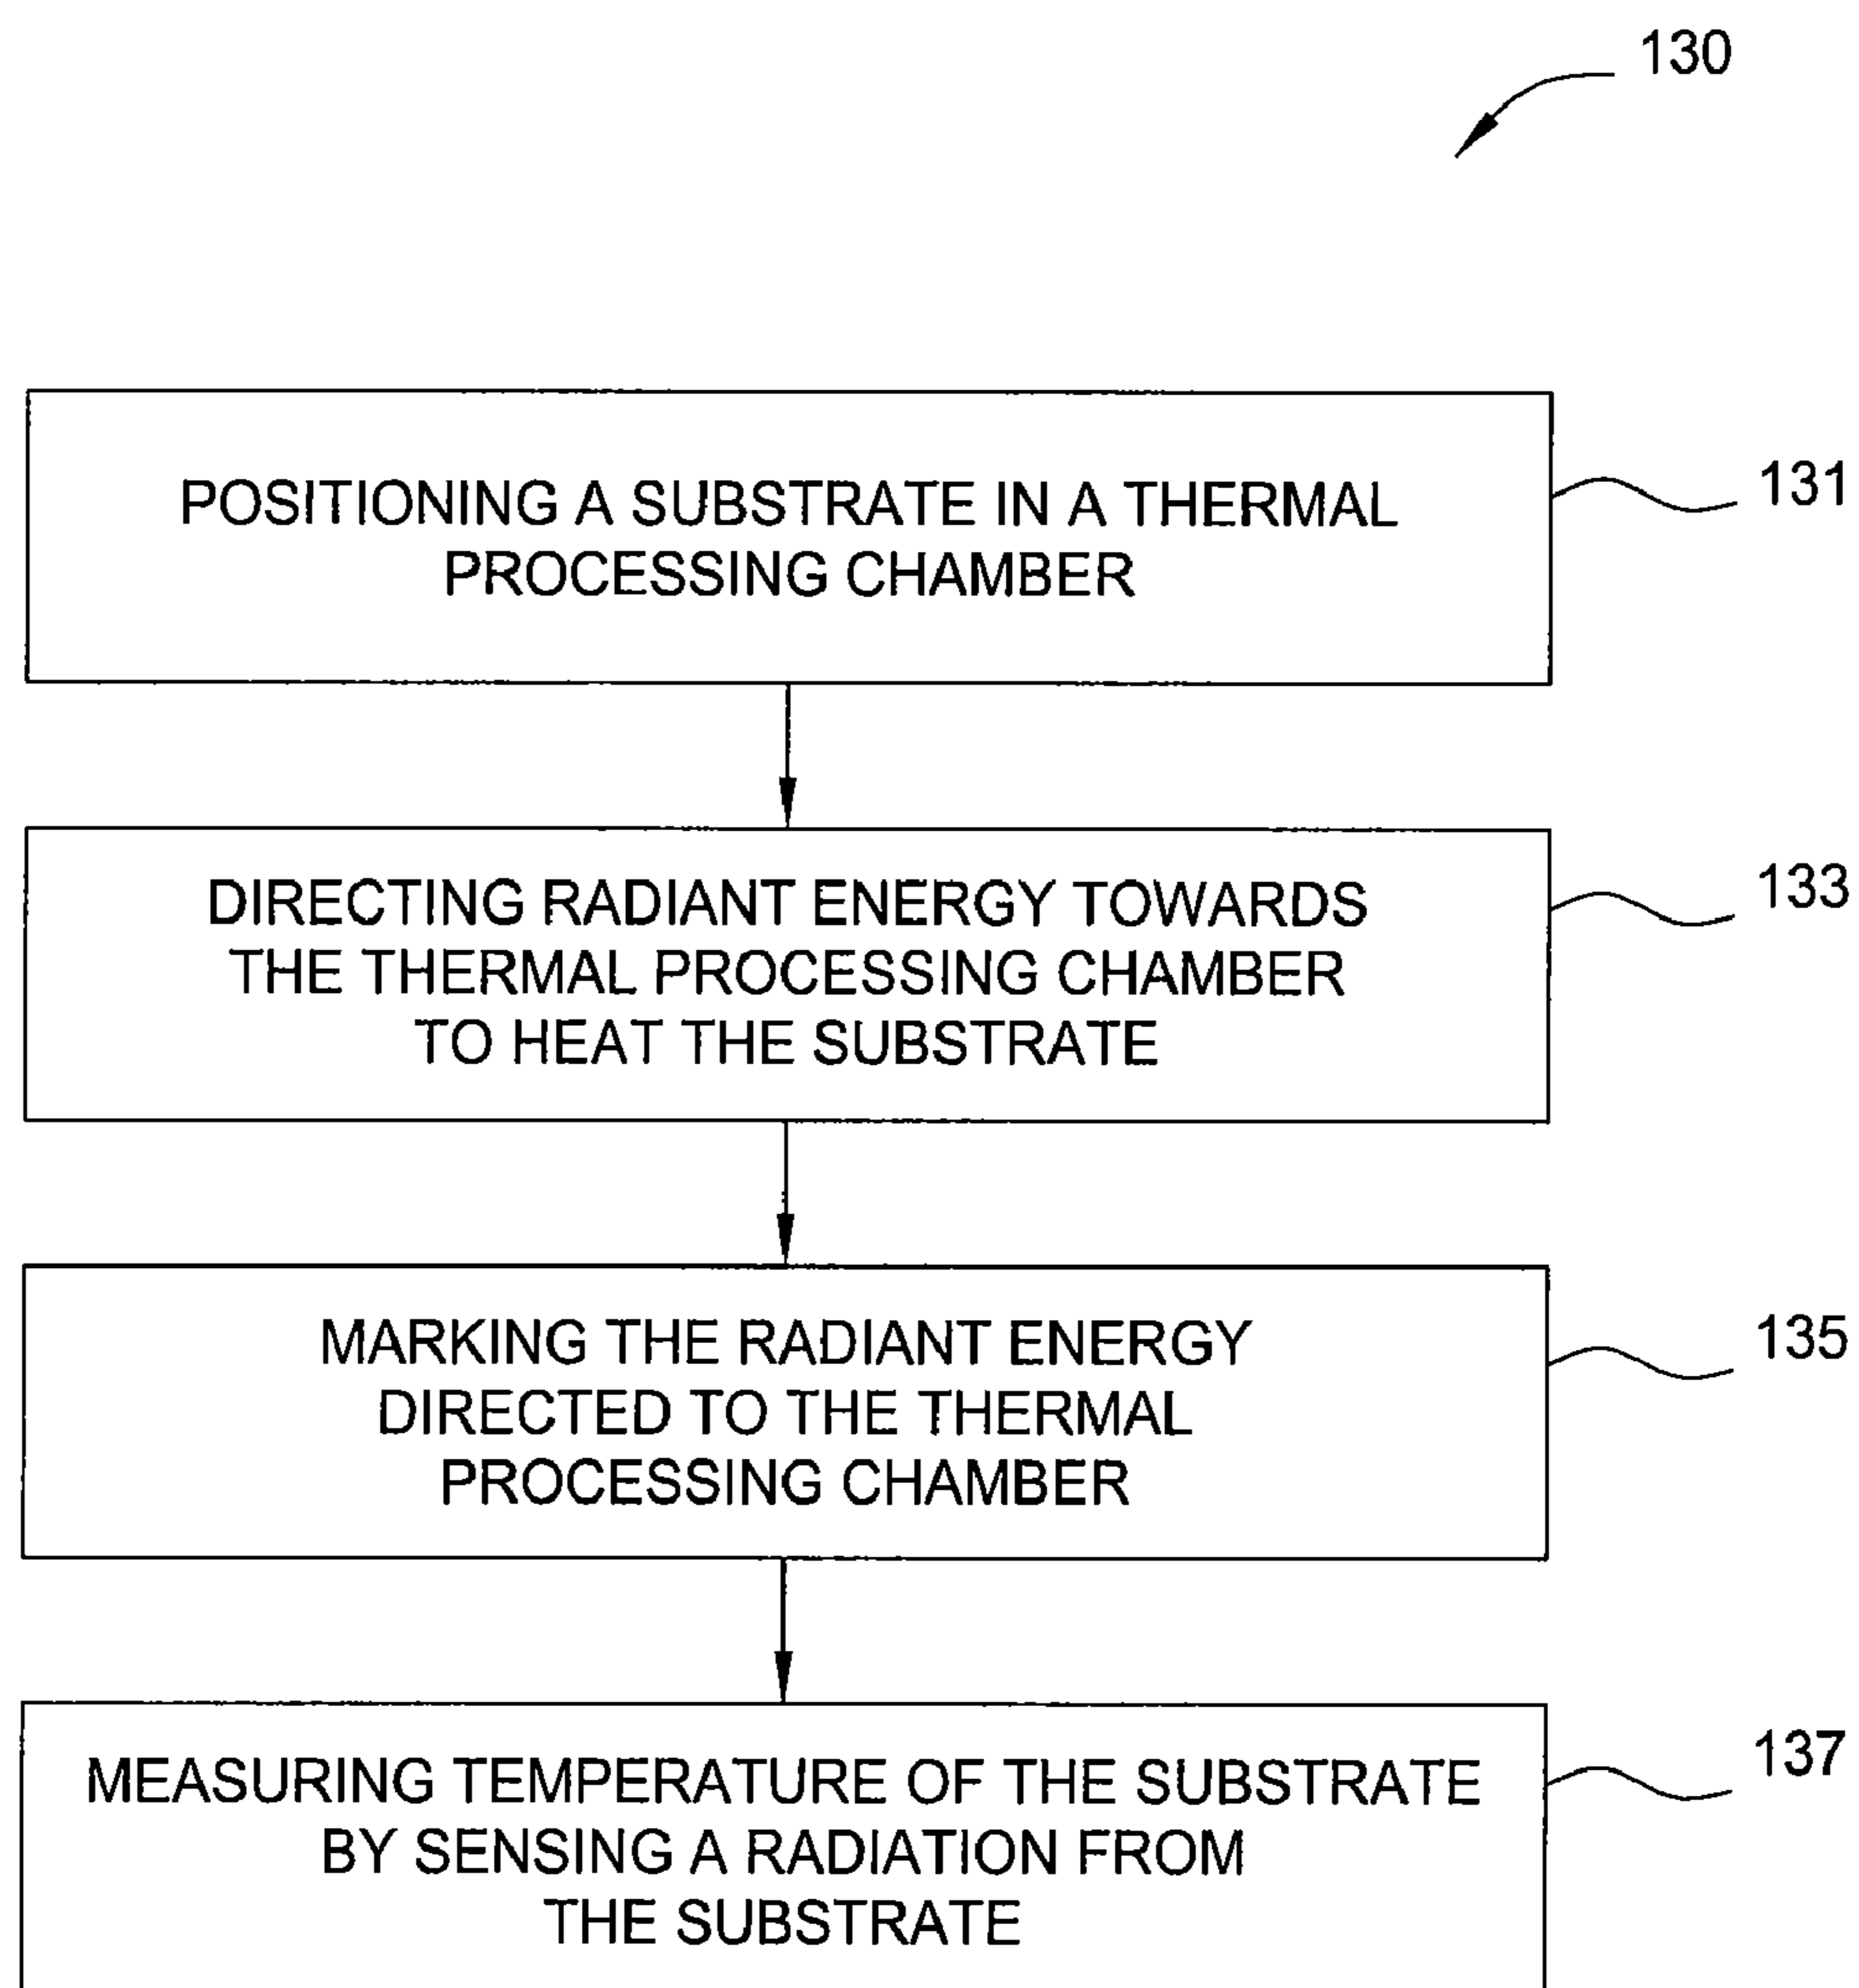 130
POSITIONING A SUBSTRATE IN A THERMAL
PROCESSING CHAMBER
131
DIRECTING RADIANT ENERGY TOWARDS
THE THERMAL PROCESSING CHAMBER
TO HEAT THE SUBSTRATE
133
MARKING THE RADIANT ENERGY
DIRECTED TO THE THERMAL
PROCESSING CHAMBER
135
MEASURING TEMPERATURE OF THE SUBSTRATE
BY SENSING A RADIATION FROM
THE SUBSTRATE
137